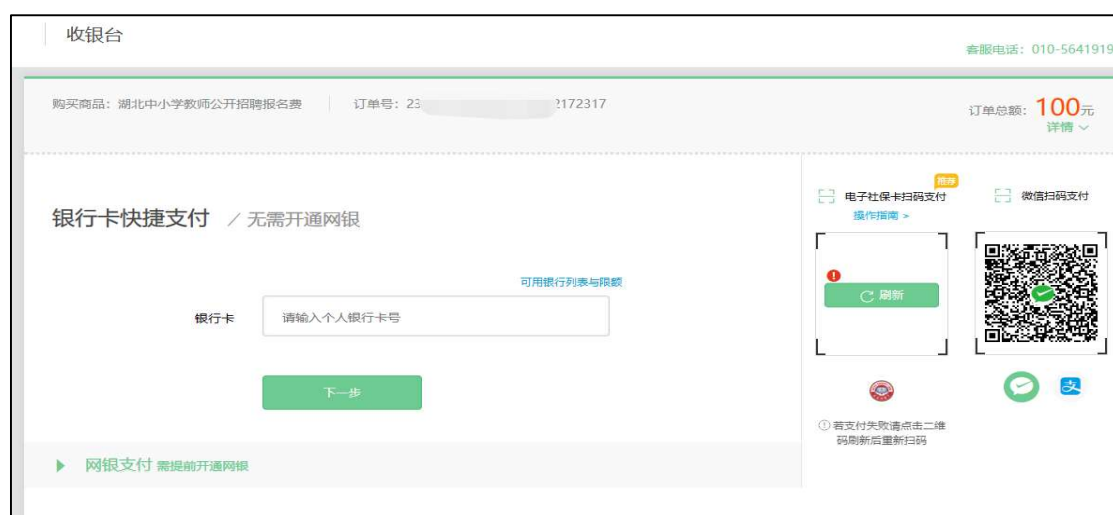 收银台
客服电话：010-5641919
购买商品：湖北中小学教师公开招聘报名费
订单号：23
2172317
订单总额：100元
详情
银行卡快捷支付 / 无需开通网银
可用银行列表与限额
银行卡
请输入个人银行卡号
下一步
网银支付 需提前开通网银
推荐
电子社保卡扫码支付
操作指南 >
刷新
若支付失败请点击二维
码刷新后重新扫码
微信扫码支付
支